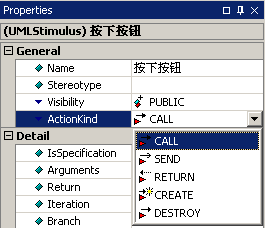 Properties
(UMLStimulus) 按下按钮
General
Name 按下按钮
Stereotype
Visibility PUBLIC
ActionKind CALL
Detail
IsSpecification
Arguments
Return
Iteration
Branch
CALL
SEND
RETURN
CREATE
DESTROY